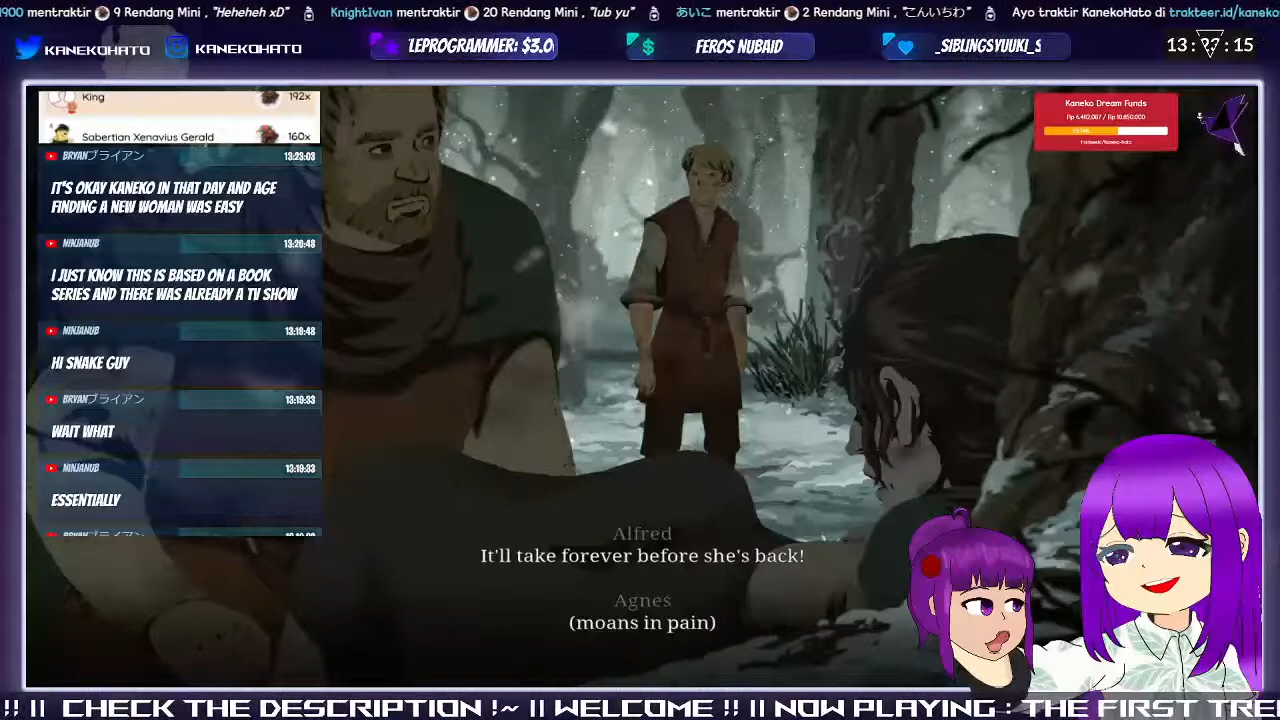 1900 mentraktir 9 Rendang Mini , "Heheheh xD" KnightIvan mentraktir 20 Rendang Mini , "lub yu" あいこ mentraktir 2 Rendang Mini , "こんいちわ" Ayo traktir KanekoHato di trakteer.id/kaneko
KANEKOHATO KANEKOHATO LEPROGRAMMER: $3.0 FEROS NUBAID _SIBLINGSYUUKI_S
King 192x
4 Sabertian Xenavius Gerald 160x
Kaneko Dream Funds
BRYANブライアン 13:23:03
IT'S OKAY KANEKO IN THAT DAY AND AGE
FINDING A NEW WOMAN WAS EASY
NINJANUB 13:20:48
I JUST KNOW THIS IS BASED ON A BOOK
SERIES AND THERE WAS ALREADY A TV SHOW
NINJANUB 13:19:48
HI SNAKE GUY
BRYANブライアン 13:19:33
WAIT WHAT
NINJANUB 13:19:33
ESSENTIALLY
Alfred
It'll take forever before she's back!
Agnes
(moans in pain)
!! || CHECK THE DESCRIPTION !~ || WELCOME !! || NOW PLAYING : THE FIRST TRE